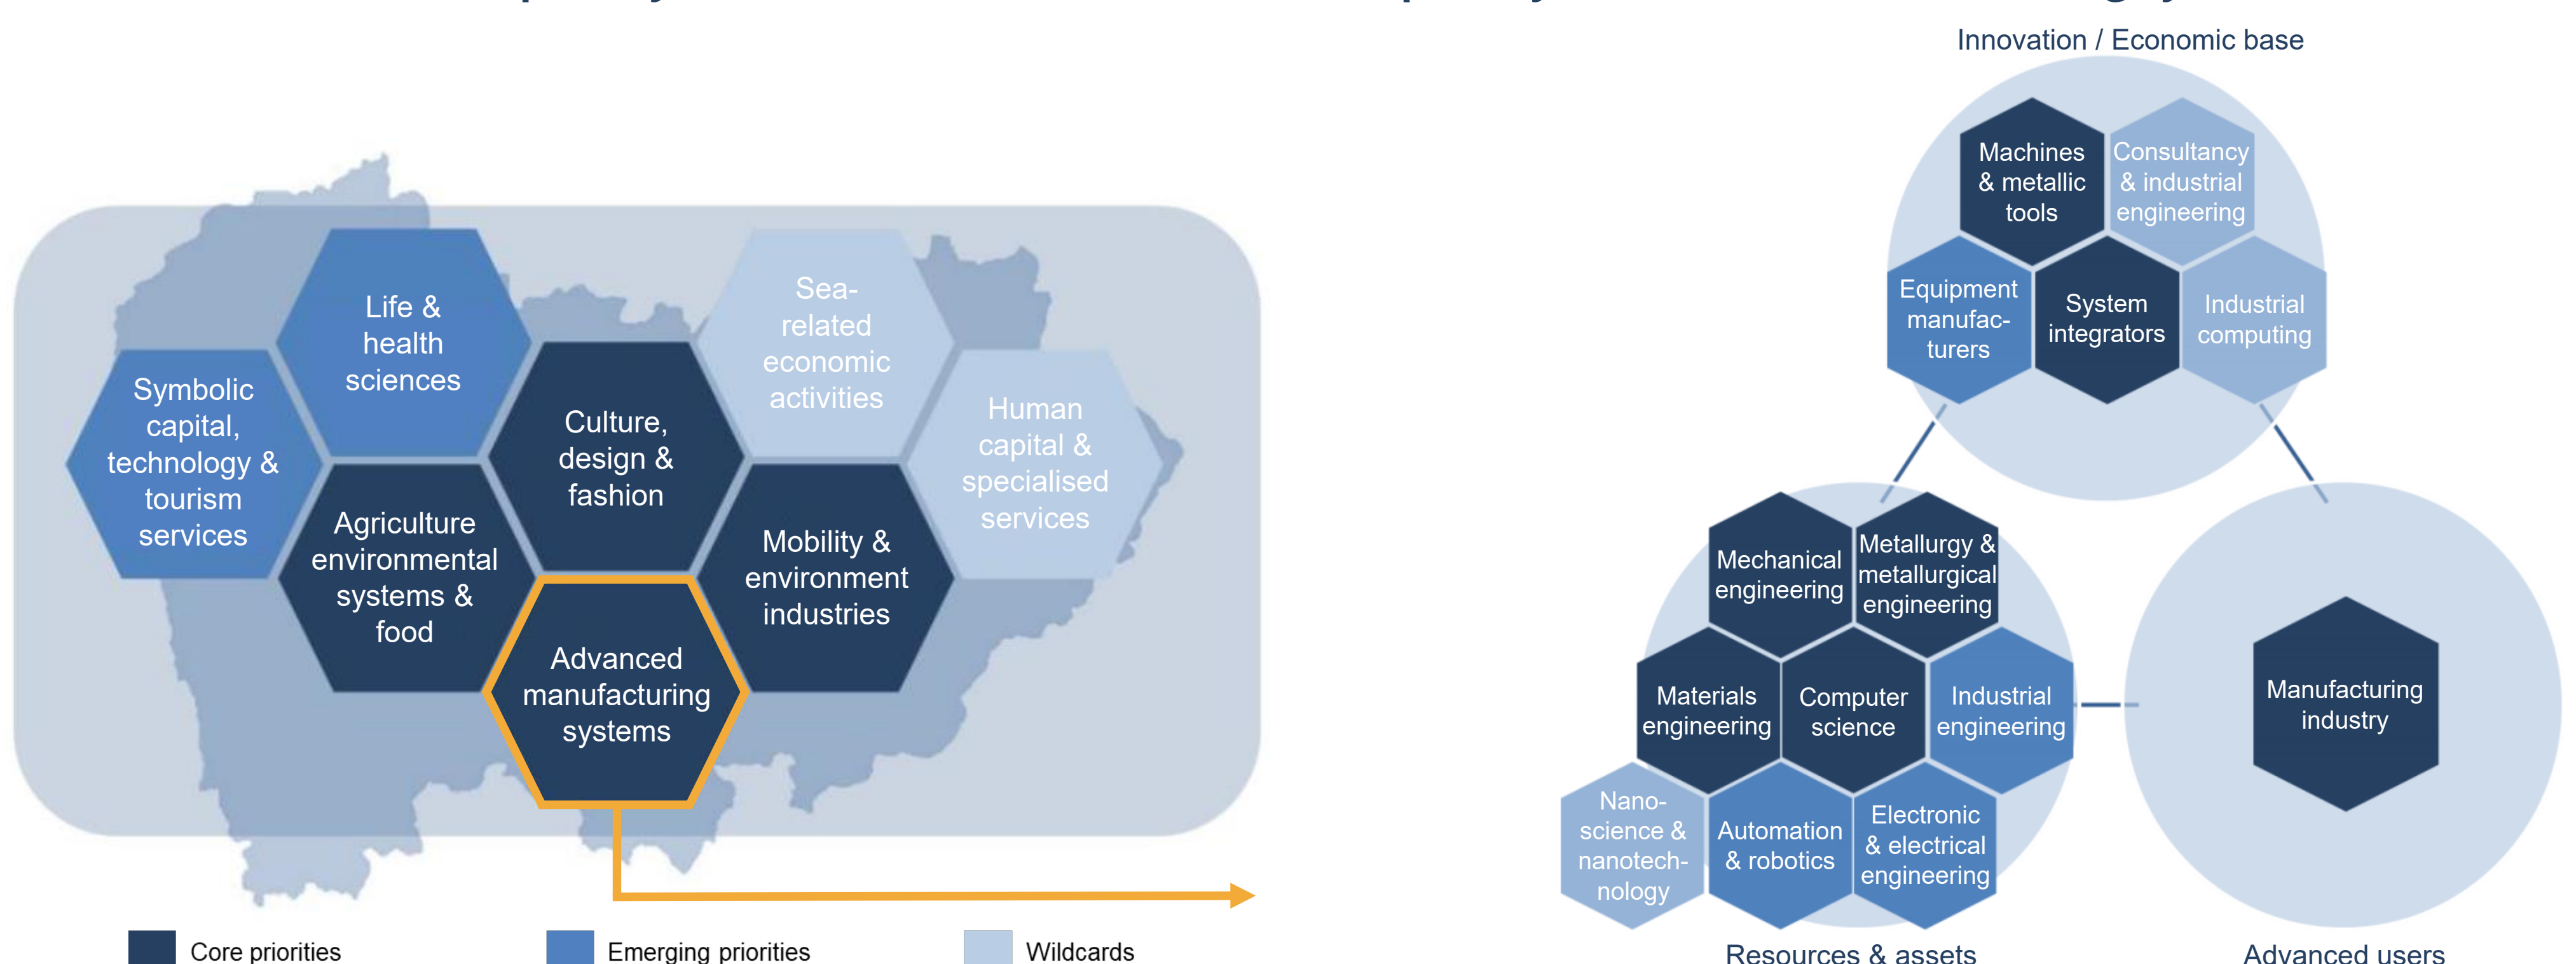 Innovation / Economic base
Life &
health
sciences
Sea-
related
economic
activities
Symbolic
capital,
technology &
tourism
services
Culture,
design &
fashion
Human
capital &
specialised
services
Agriculture
environmental
systems &
food
Mobility &
environment
industries
Advanced
manufacturing
systems
Core priorities
Emerging priorities
Wildcards
Machines
& metallic
tools
Consultancy
& industrial
engineering
Equipment
manufac-
turers
System
integrators
Industrial
computing
Mechanical
engineering
Metallurgy &
metallurgical
engineering
Materials
engineering
Computer
science
Industrial
engineering
Nano-
science &
nanotech-
nology
Automation
& robotics
Electronic
& electrical
engineering
Resources & assets
Manufacturing
industry
Advanced users